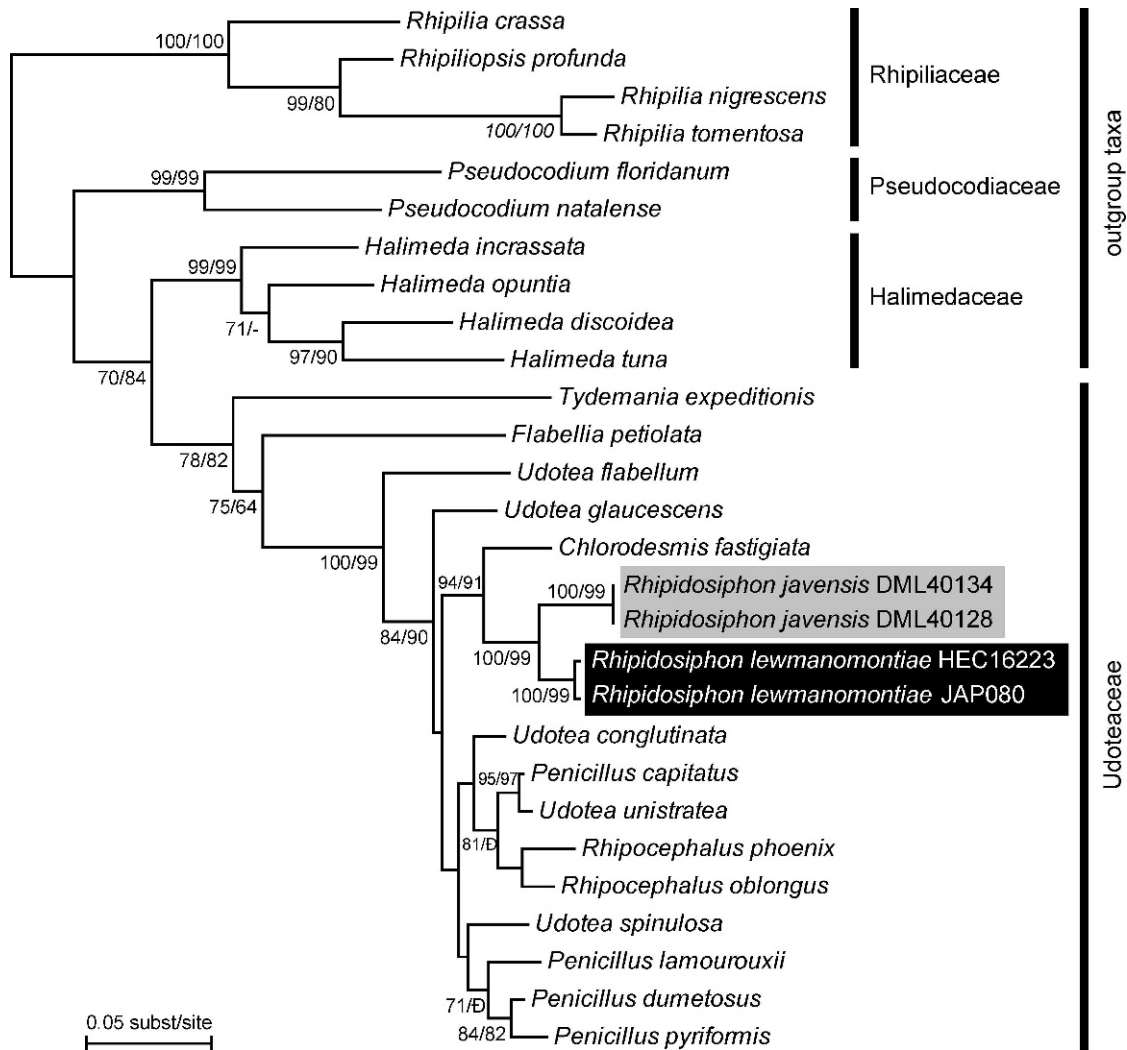 Rhipilia crassa
100/100
Rhipiliopsis profunda
Rhipiliaceae
99/80
Rhipilia nigrescens
100/100
Rhipilia tomentosa
outgroup taxa
99/99
Pseudocodium floridanum
Pseudocodiaceae
Pseudocodium natalense
Halimeda incrassata
99/99
Halimeda opuntia
Halimedaceae
71/-
Halimeda discoidea
97/90
Halimeda tuna
70/84
Tydemania expeditionis
Flabellia petiolata
78/82
Udotea flabellum
75/64
Udotea glaucescens
100/99
Chlorodesmis fastigiata
94/91
100/99
Rhipidosiphon javensis DML40134
Rhipidosiphon javensis DML40128
84/90
100/99
Rhipidosiphon lewmanomontiae HEC16223
100/99
Rhipidosiphon lewmanomontiae JAP080
Udoteaceae
Udotea conglutinata
95/97
Penicillus capitatus
Udotea unistratea
81/Đ
Rhipocephalus phoenix
Rhipocephalus oblongus
Udotea spinulosa
Penicillus lamourouxii
71/Đ
Penicillus dumetosus
84/82
Penicillus pyriformis
0.05 subst/site